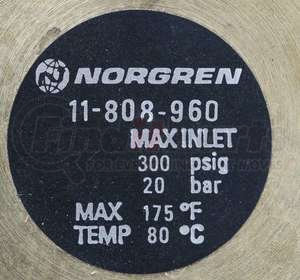 NORGREN
11-808-960
MAX INLET
300 psig
20 bar
MAX 175 °F
TEMP 80 °C